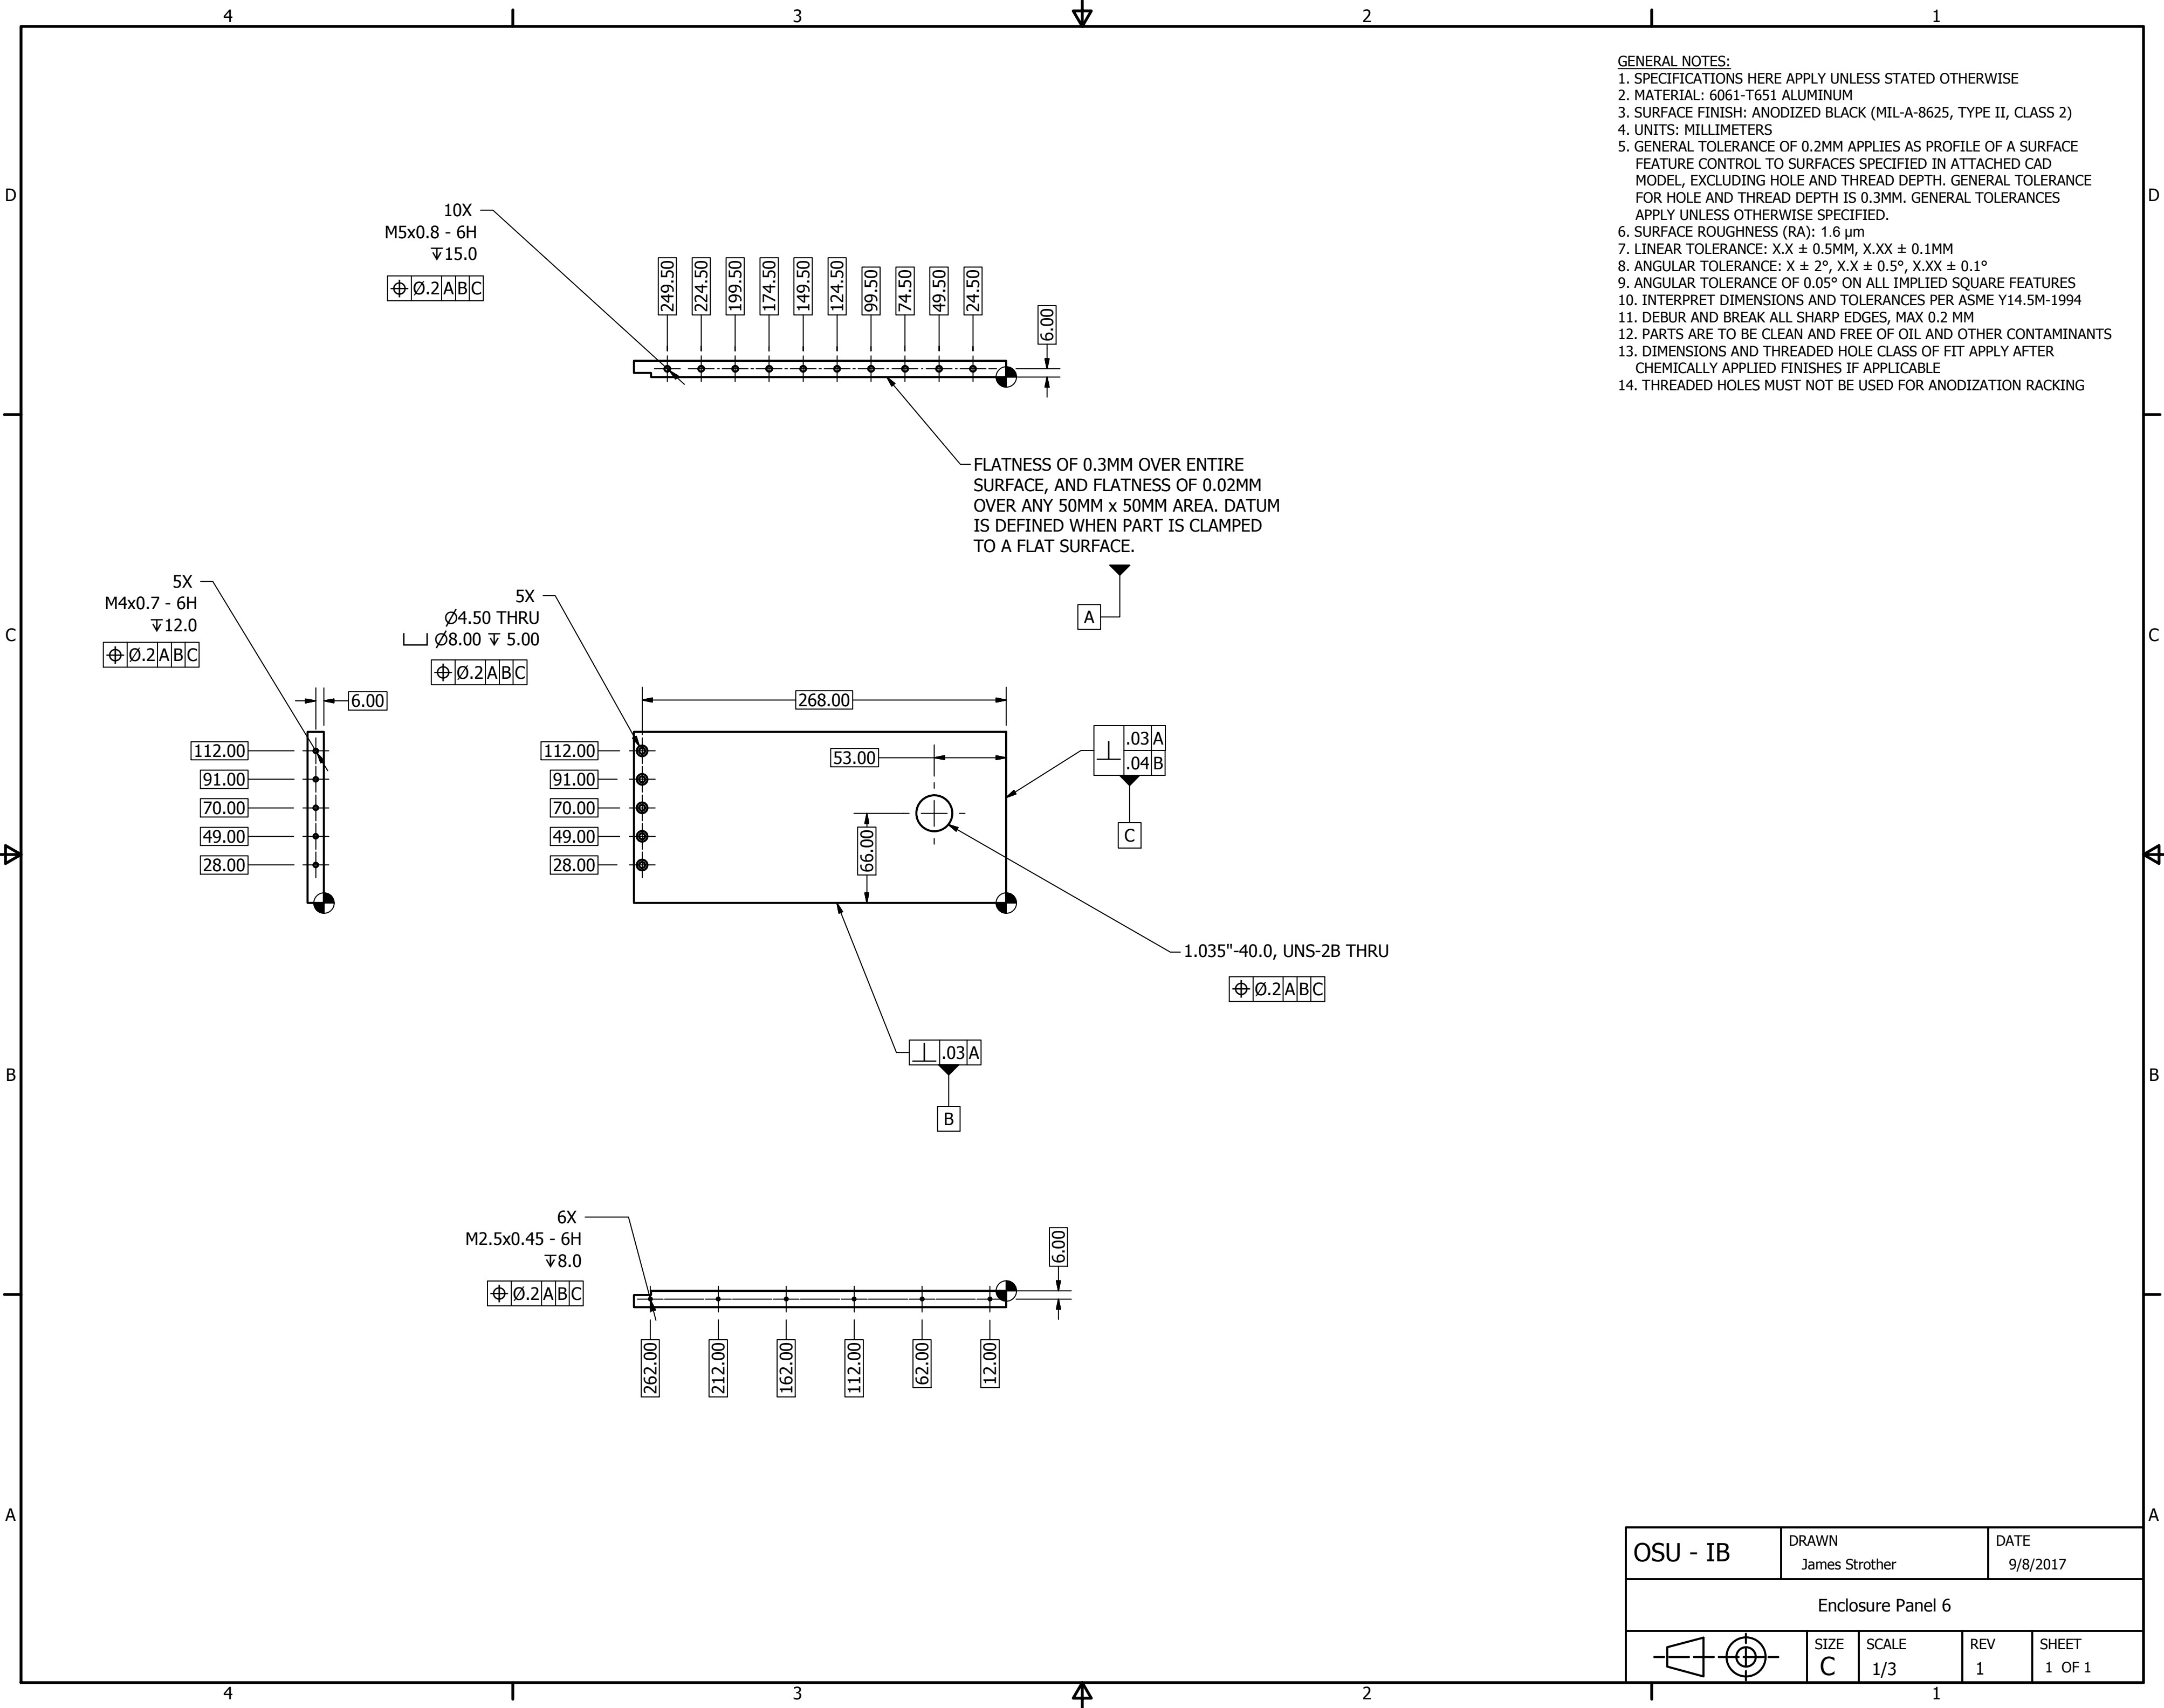 4 3 2 1
GENERAL NOTES:
1. SPECIFICATIONS HERE APPLY UNLESS STATED OTHERWISE
2. MATERIAL: 6061-T651 ALUMINUM
3. SURFACE FINISH: ANODIZED BLACK (MIL-A-8625, TYPE II, CLASS 2)
4. UNITS: MILLIMETERS
5. GENERAL TOLERANCE OF 0.2MM APPLIES AS PROFILE OF A SURFACE
FEATURE CONTROL TO SURFACES SPECIFIED IN ATTACHED CAD
MODEL, EXCLUDING HOLE AND THREAD DEPTH. GENERAL TOLERANCE
FOR HOLE AND THREAD DEPTH IS 0.3MM. GENERAL TOLERANCES
APPLY UNLESS OTHERWISE SPECIFIED.
6. SURFACE ROUGHNESS (RA): 1.6 µm
7. LINEAR TOLERANCE: X.X ± 0.5MM, X.XX ± 0.1MM
8. ANGULAR TOLERANCE: X ± 2°, X.X ± 0.5°, X.XX ± 0.1°
9. ANGULAR TOLERANCE OF 0.05° ON ALL IMPLIED SQUARE FEATURES
10. INTERPRET DIMENSIONS AND TOLERANCES PER ASME Y14.5M-1994
11. DEBUR AND BREAK ALL SHARP EDGES, MAX 0.2 MM
12. PARTS ARE TO BE CLEAN AND FREE OF OIL AND OTHER CONTAMINANTS
13. DIMENSIONS AND THREADED HOLE CLASS OF FIT APPLY AFTER
CHEMICALLY APPLIED FINISHES IF APPLICABLE
14. THREADED HOLES MUST NOT BE USED FOR ANODIZATION RACKING
D D
10X
M5x0.8 - 6H
↧15.0
⌖ Ø.2 A B C
249.50 224.50 199.50 174.50 149.50 124.50 99.50 74.50 49.50 24.50
6.00
FLATNESS OF 0.3MM OVER ENTIRE
SURFACE, AND FLATNESS OF 0.02MM
OVER ANY 50MM x 50MM AREA. DATUM
IS DEFINED WHEN PART IS CLAMPED
TO A FLAT SURFACE.
A
C C
5X
M4x0.7 - 6H
↧12.0
⌖ Ø.2 A B C
6.00
112.00
91.00
70.00
49.00
28.00
5X
Ø4.50 THRU
⌴ Ø8.00 ↧ 5.00
⌖ Ø.2 A B C
268.00
112.00
91.00
70.00
49.00
28.00
53.00
66.00
⊥ .03 A
.04 B
C
1.035"-40.0, UNS-2B THRU
⌖ Ø.2 A B C
⊥ .03 A
B
B B
6X
M2.5x0.45 - 6H
↧8.0
⌖ Ø.2 A B C
6.00
262.00 212.00 162.00 112.00 62.00 12.00
A A
OSU - IB
DRAWN
James Strother
DATE
9/8/2017
Enclosure Panel 6
SIZE
C
SCALE
1/3
REV
1
SHEET
1 OF 1
4 3 2 1